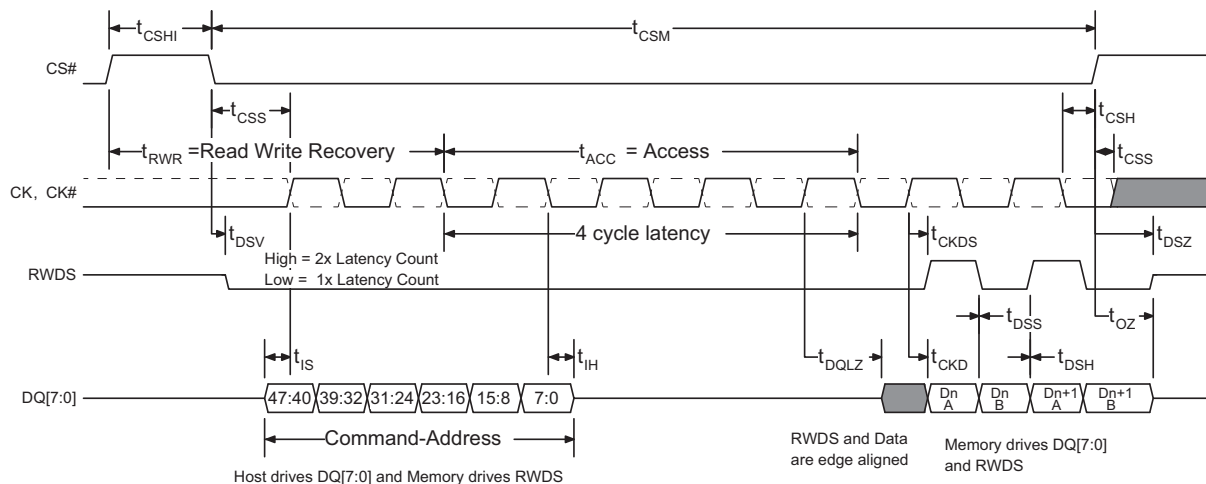 tCSHI
tCSM
CS#
tCSS
tCSH
tRWR =Read Write Recovery
tACC = Access
tCSS
CK, CK#
tDSV
4 cycle latency
tCKDS
tDSZ
High = 2x Latency Count
Low = 1x Latency Count
RWDS
tDSS
tOZ
tIS
tIH
tDQLZ
tCKD
tDSH
DQ[7:0]
47:40 39:32 31:24 23:16 15:8 7:0
Dn A
Dn B
Dn+1 A
Dn+1 B
Command-Address
RWDS and Data
are edge aligned
Memory drives DQ[7:0]
and RWDS
Host drives DQ[7:0] and Memory drives RWDS